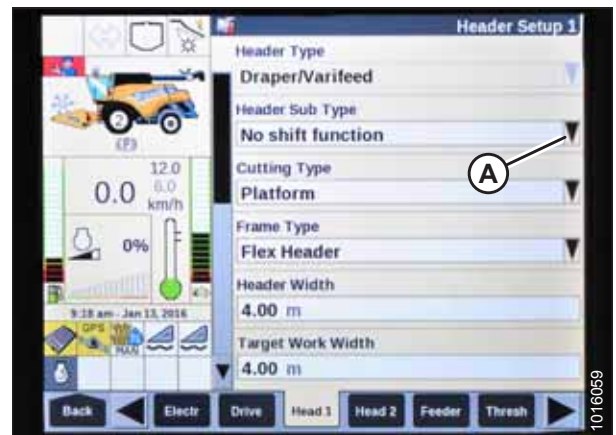 Header Setup 1
Header Type
Draper/Varifeed
Header Sub Type
No shift function
A
Cutting Type
Platform
Frame Type
Flex Header
Header Width
4.00 m
Target Work Width
4.00 m
2
(P)
0.0
12.0
6.0
km/h
0%
9:18 am - Jan 13, 2016
GPS
MAN
Back
Electr
Drive
Head 1
Head 2
Feeder
Thresh
1016059